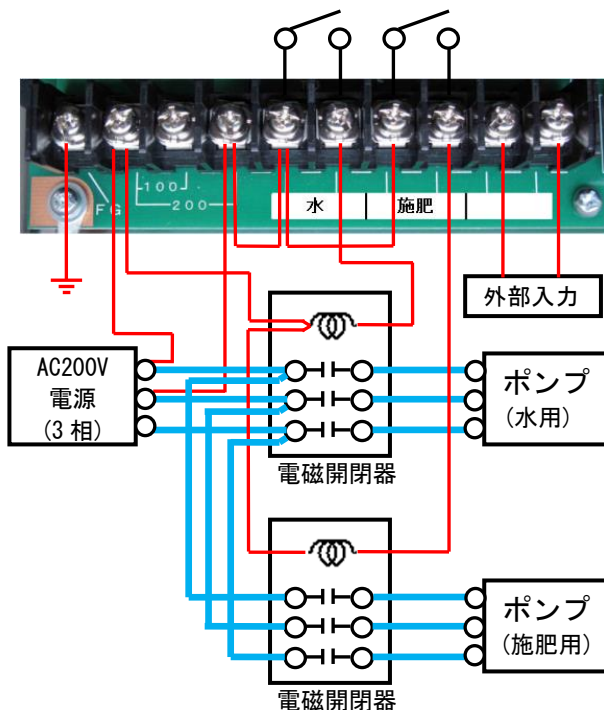 FG
100
200
水
施肥
外部入力
AC200V
電源
(3 相)
ポンプ
(水用)
電磁開閉器
ポンプ
(施肥用)
電磁開閉器